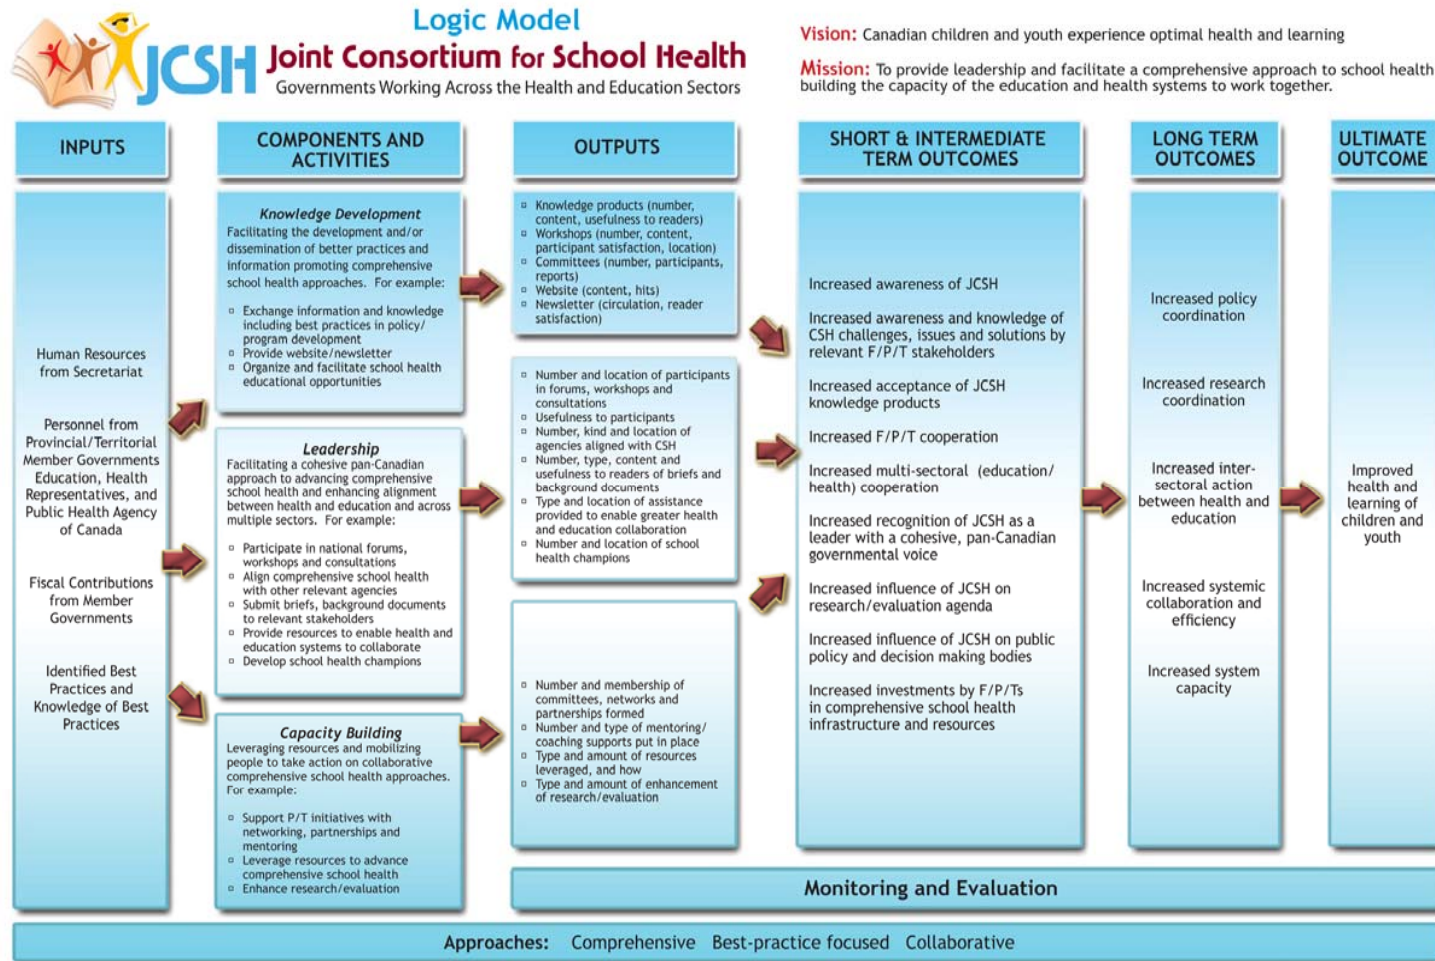 Logic Model
JCSH Joint Consortium for School Health
Governments Working Across the Health and Education Sectors
Vision: Canadian children and youth experience optimal health and learning
Mission: To provide leadership and facilitate a comprehensive approach to school health
building the capacity of the education and health systems to work together.
INPUTS
Human Resources
from Secretariat
Personnel from
Provincial/Territorial
Member Governments
Education, Health
Representatives, and
Public Health Agency
of Canada
Fiscal Contributions
from Member
Governments
Identified Best
Practices and
Knowledge of Best
Practices
COMPONENTS AND
ACTIVITIES
Knowledge Development
Facilitating the development and/or
dissemination of better practices and
information promoting comprehensive
school health approaches. For example:
Exchange information and knowledge
including best practices in policy/
program development
Provide website/newsletter
Organize and facilitate school health
educational opportunities
Leadership
Facilitating a cohesive pan-Canadian
approach to advancing comprehensive
school health and enhancing alignment
between health and education and across
multiple sectors. For example:
Participate in national forums,
workshops and consultations
Align comprehensive school health
with other relevant agencies
Submit briefs, background documents
to relevant stakeholders
Provide resources to enable health and
education systems to collaborate
Develop school health champions
Capacity Building
Leveraging resources and mobilizing
people to take action on collaborative
comprehensive school health approaches.
For example:
Support P/T initiatives with
networking, partnerships and
mentoring
Leverage resources to advance
comprehensive school health
Enhance research/evaluation
OUTPUTS
Knowledge products (number,
content, usefulness to readers)
Workshops (number, content,
participant satisfaction, location)
Committees (number, participants,
reports)
Website (content, hits)
Newsletter (circulation, reader
satisfaction)
Number and location of participants
in forums, workshops and
consultations
Usefulness to participants
Number, kind and location of
agencies aligned with CSH
Number, type, content and
usefulness to readers of briefs and
background documents
Type and location of assistance
provided to enable greater health
and education collaboration
Number and location of school
health champions
Number and membership of
committees, networks and
partnerships formed
Number and type of mentoring/
coaching supports put in place
Type and amount of resources
leveraged, and how
Type and amount of enhancement
of research/evaluation
SHORT & INTERMEDIATE
TERM OUTCOMES
Increased awareness of JCSH
Increased awareness and knowledge of
CSH challenges, issues and solutions by
relevant F/P/T stakeholders
Increased acceptance of JCSH
knowledge products
Increased F/P/T cooperation
Increased multi-sectoral (education/
health) cooperation
Increased recognition of JCSH as a
leader with a cohesive, pan-Canadian
governmental voice
Increased influence of JCSH on
research/evaluation agenda
Increased influence of JCSH on public
policy and decision making bodies
Increased investments by F/P/Ts
in comprehensive school health
infrastructure and resources
LONG TERM
OUTCOMES
Increased policy
coordination
Increased research
coordination
Increased inter-
sectoral action
between health and
education
Increased systemic
collaboration and
efficiency
Increased system
capacity
ULTIMATE
OUTCOME
Improved
health and
learning of
children and
youth
Monitoring and Evaluation
Approaches: Comprehensive Best-practice focused Collaborative